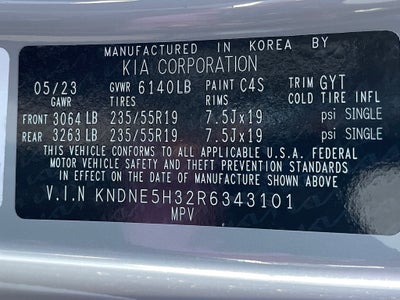 MANUFACTURED IN KOREA BY
KIA CORPORATION
05/23 GVWR 6140LB PAINT C4S TRIM GYT
GAWR TIRES RIMS COLD TIRE INFL
FRONT 3064 LB 235/55R19 7.5Jx19 psi SINGLE
REAR 3263 LB 235/55R19 7.5Jx19 psi SINGLE
THIS VEHICLE CONFORMS TO ALL APPLICABLE U.S.A. FEDERAL
MOTOR VEHICLE SAFETY AND THEFT PREVENTION STANDARDS
IN EFFECT ON THE DATE OF MANUFACTURE SHOWN ABOVE
V.I.N KNDNE5H32R6343101
MPV